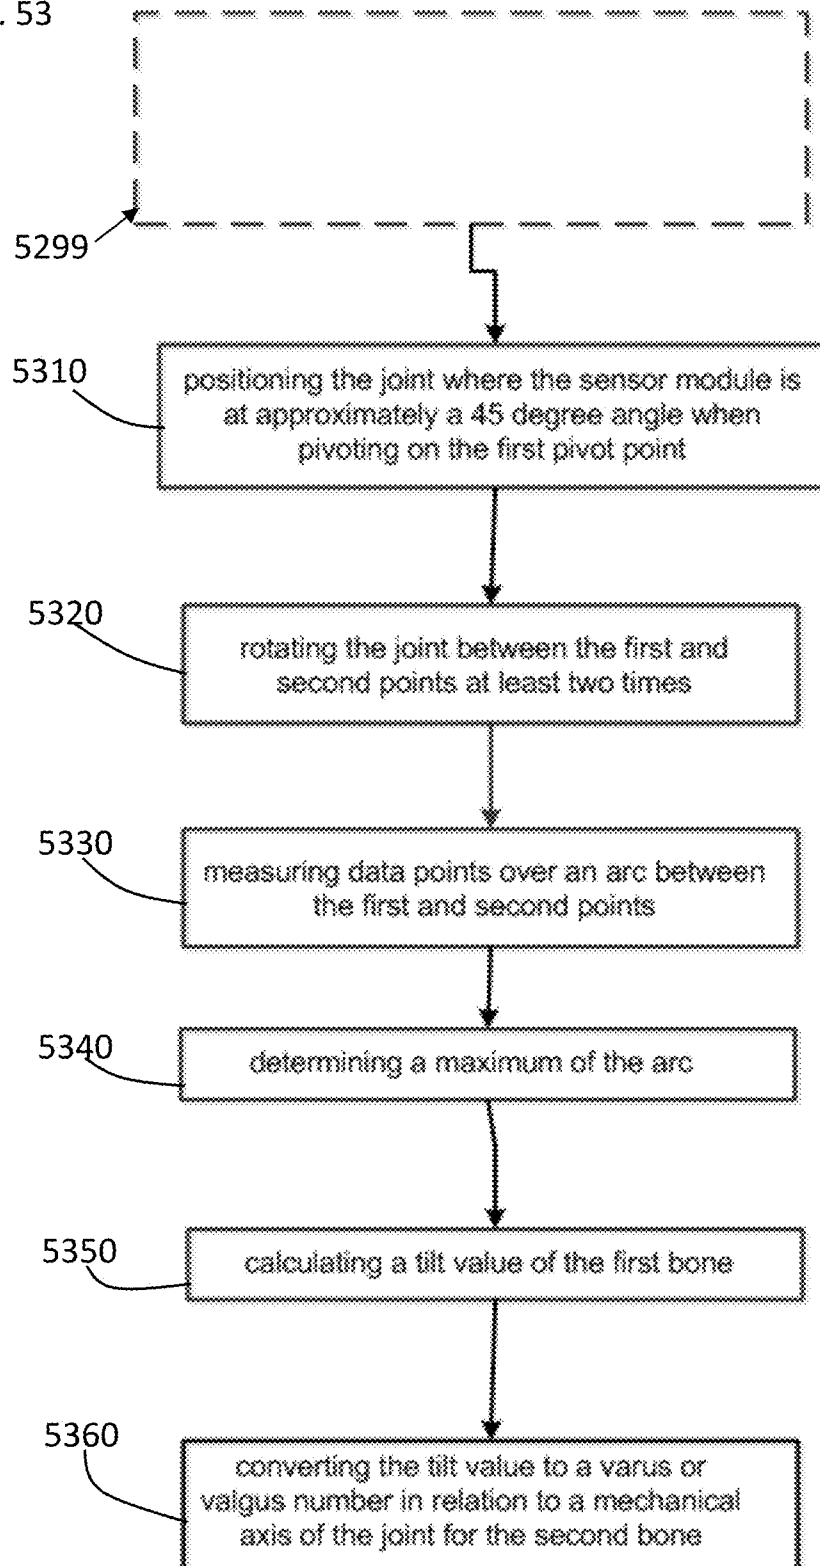 . 53
5299
5310
positioning the joint where the sensor module is
at approximately a 45 degree angle when
pivoting on the first pivot point
5320
rotating the joint between the first and
second points at least two times
5330
measuring data points over an arc between
the first and second points
5340
determining a maximum of the arc
5350
calculating a tilt value of the first bone
5360
converting the tilt value to a varus or
valgus number in relation to a mechanical
axis of the joint for the second bone